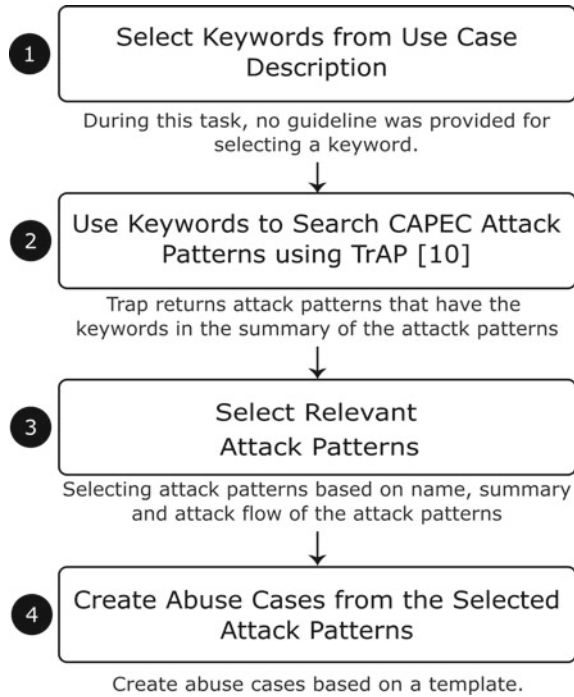 1
Select Keywords from Use Case
Description
During this task, no guideline was provided for
selecting a keyword.
2
Use Keywords to Search CAPEC Attack
Patterns using TrAP [10]
Trap returns attack patterns that have the
keywords in the summary of the attactk patterns
3
Select Relevant
Attack Patterns
Selecting attack patterns based on name, summary
and attack flow of the attack patterns
4
Create Abuse Cases from the Selected
Attack Patterns
Create abuse cases based on a template.